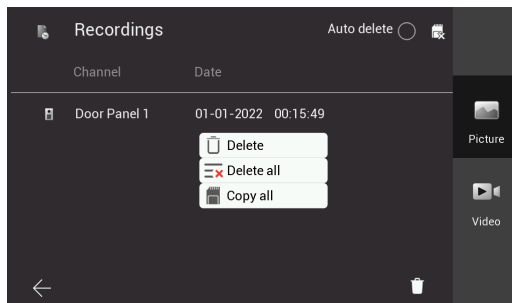 Recordings
Auto delete
Channel Date
Door Panel 1 01-01-2022 00:15:49
Delete
Delete all
Copy all
Picture
Video